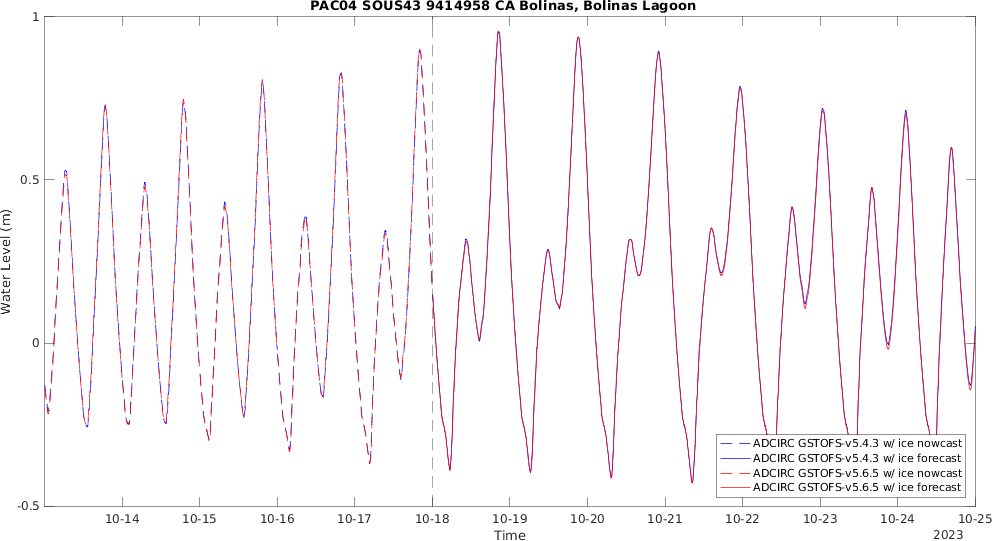 PAC04 SOUS43 9414958 CA Bolinas, Bolinas Lagoon
1
0.5
0
-0.5
Water Level (m)
10-14 10-15 10-16 10-17 10-18 10-19 10-20 10-21 10-22 10-23 10-24 10-25
Time
2023
ADCIRC GSTOFS-v5.4.3 w/ ice nowcast
ADCIRC GSTOFS-v5.4.3 w/ ice forecast
ADCIRC GSTOFS-v5.6.5 w/ ice nowcast
ADCIRC GSTOFS-v5.6.5 w/ ice forecast